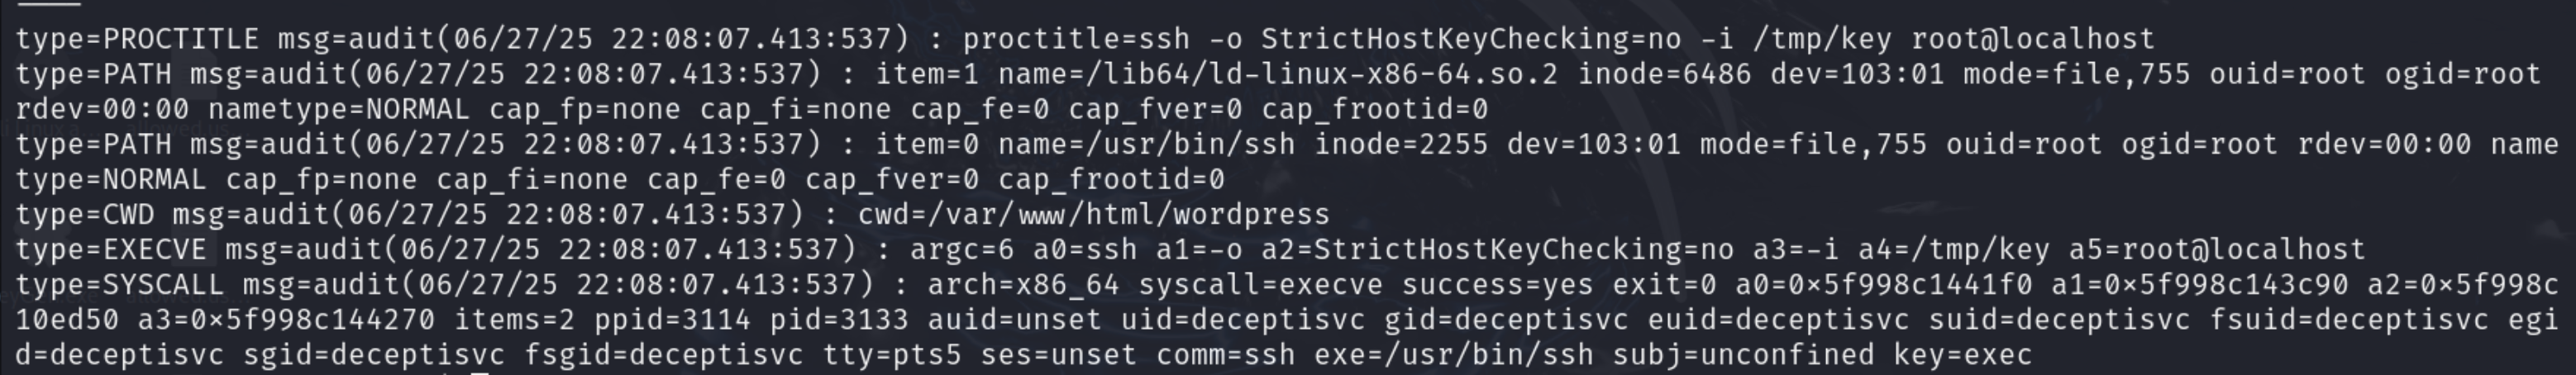 type=PROCTITLE msg=audit(06/27/25 22:08:07.413:537) : proctitle=ssh -o StrictHostKeyChecking=no -i /tmp/key root@localhost
type=PATH msg=audit(06/27/25 22:08:07.413:537) : item=1 name=/lib64/ld-linux-x86-64.so.2 inode=6486 dev=103:01 mode=file,755 ouid=root ogid=root
rdev=00:00 nametype=NORMAL cap_fp=none cap_fi=none cap_fe=0 cap_fver=0 cap_frootid=0
type=PATH msg=audit(06/27/25 22:08:07.413:537) : item=0 name=/usr/bin/ssh inode=2255 dev=103:01 mode=file,755 ouid=root ogid=root rdev=00:00 name
type=NORMAL cap_fp=none cap_fi=none cap_fe=0 cap_fver=0 cap_frootid=0
type=CWD msg=audit(06/27/25 22:08:07.413:537) : cwd=/var/www/html/wordpress
type=EXECVE msg=audit(06/27/25 22:08:07.413:537) : argc=6 a0=ssh a1=-o a2=StrictHostKeyChecking=no a3=-i a4=/tmp/key a5=root@localhost
type=SYSCALL msg=audit(06/27/25 22:08:07.413:537) : arch=x86_64 syscall=execve success=yes exit=0 a0=0×5f998c1441f0 a1=0×5f998c143c90 a2=0×5f998c
10ed50 a3=0×5f998c144270 items=2 ppid=3114 pid=3133 auid=unset uid=deceptisvc gid=deceptisvc euid=deceptisvc suid=deceptisvc fsuid=deceptisvc egi
d=deceptisvc sgid=deceptisvc fsgid=deceptisvc tty=pts5 ses=unset comm=ssh exe=/usr/bin/ssh subj=unconfined key=exec